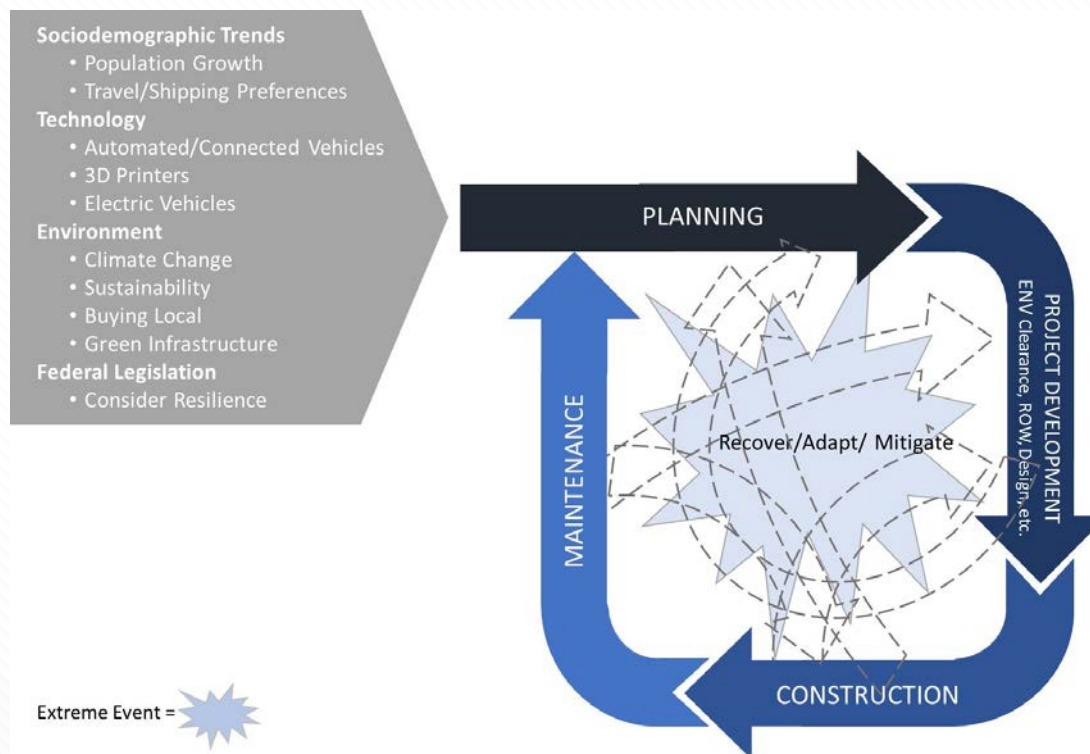 Sociodemographic Trends
• Population Growth
• Travel/Shipping Preferences
Technology
• Automated/Connected Vehicles
• 3D Printers
• Electric Vehicles
Environment
• Climate Change
• Sustainability
• Buying Local
• Green Infrastructure
Federal Legislation
• Consider Resilience
PLANNING
PROJECT DEVELOPMENT
ENV Clearance, ROW, Design, etc.
Recover/Adapt/ Mitigate
MAINTENANCE
CONSTRUCTION
Extreme Event =